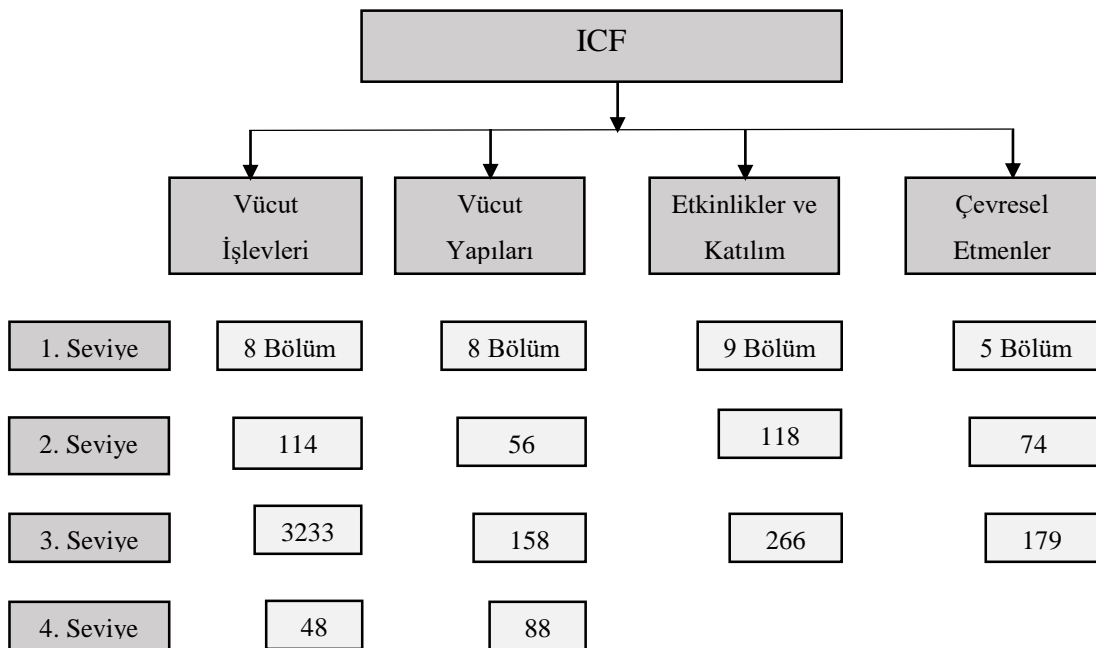 ICF
Vücut
İşlevleri
Vücut
Yapıları
Etkinlikler ve
Katılım
Çevresel
Etmenler
1. Seviye
8 Bölüm
8 Bölüm
9 Bölüm
5 Bölüm
2. Seviye
114
56
118
74
3. Seviye
3233
158
266
179
4. Seviye
48
88